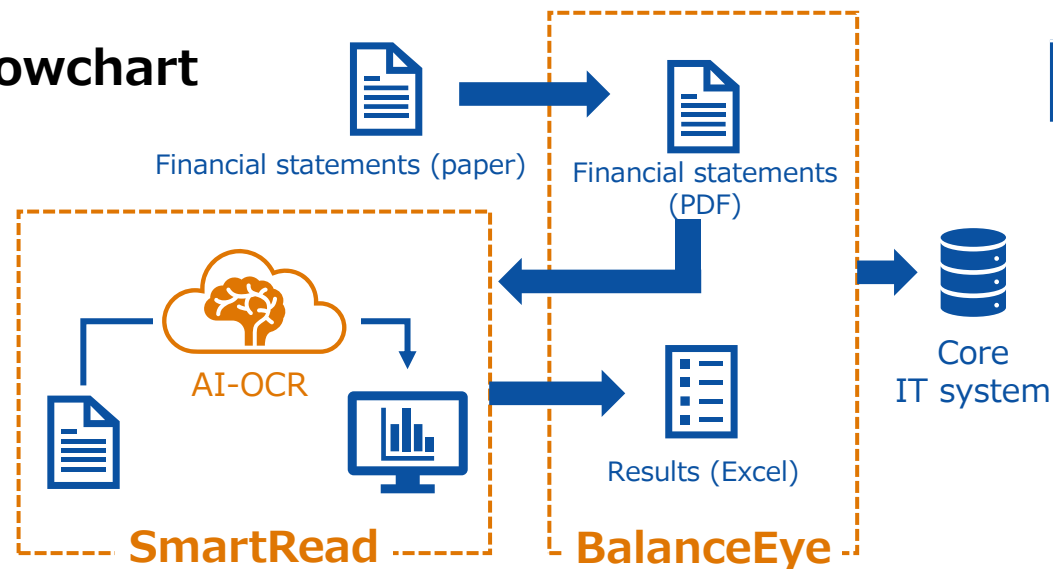 owchart
Financial statements (paper)
Financial statements
(PDF)
AI-OCR
Core
IT system
Results (Excel)
SmartRead
BalanceEye